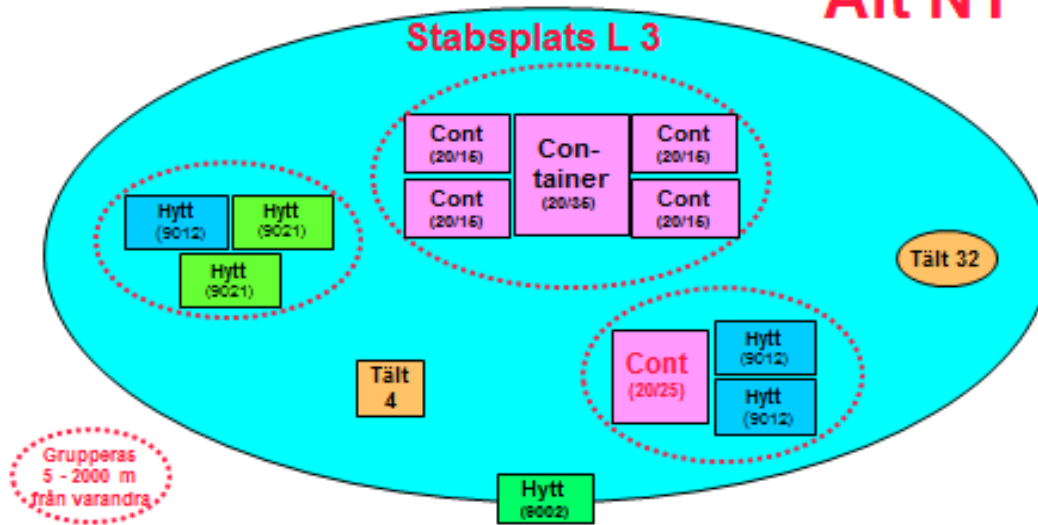 Alt N1
Stabsplats L 3
Cont
(20/15)
Con-
tainer
(20/35)
Cont
(20/15)
Cont
(20/15)
Cont
(20/15)
Hytt
(9012)
Hytt
(9021)
Hytt
(9021)
Tält 32
Cont
(20/25)
Hytt
(9012)
Hytt
(9012)
Tält
4
Grupperas
5 - 2000 m
från varandra
Hytt
(9002)